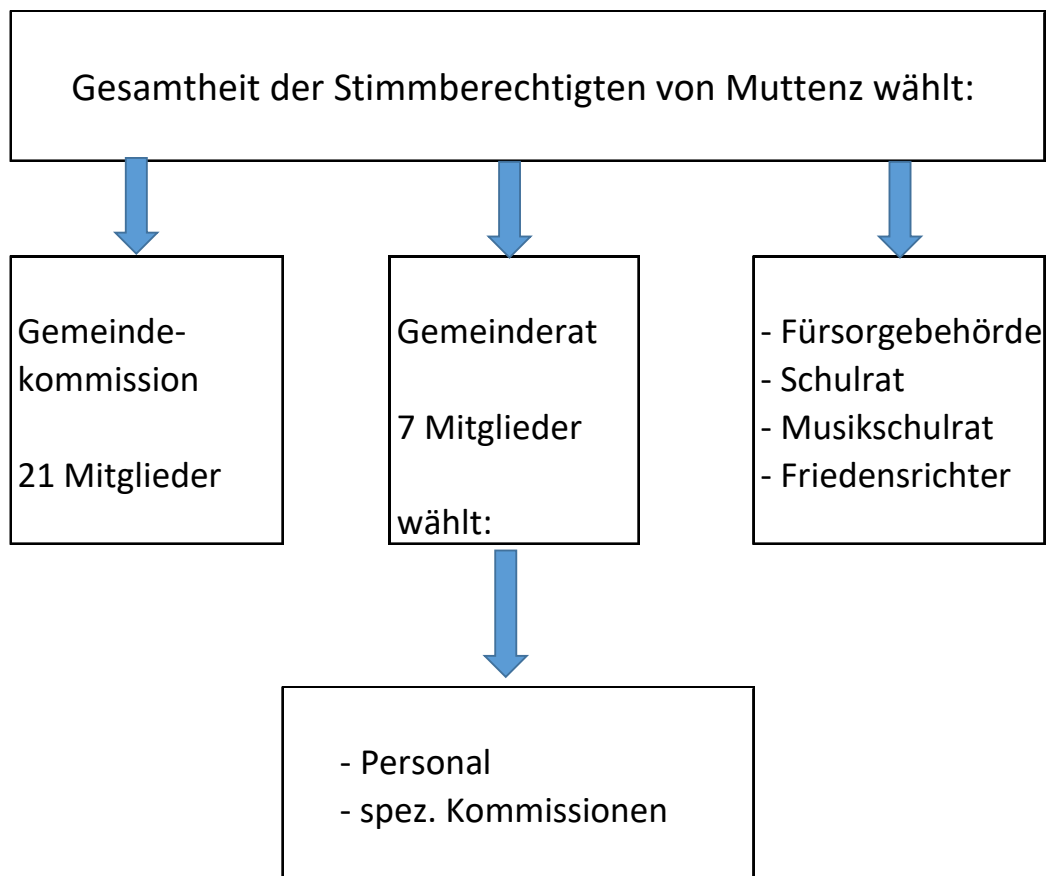 Gesamtheit der Stimmberechtigten von Muttenz wählt:
Gemeinde-
kommission
21 Mitglieder
Gemeinderat
7 Mitglieder
wählt:
- Fürsorgebehörde
- Schulrat
- Musikschulrat
- Friedensrichter
- Personal
- spez. Kommissionen